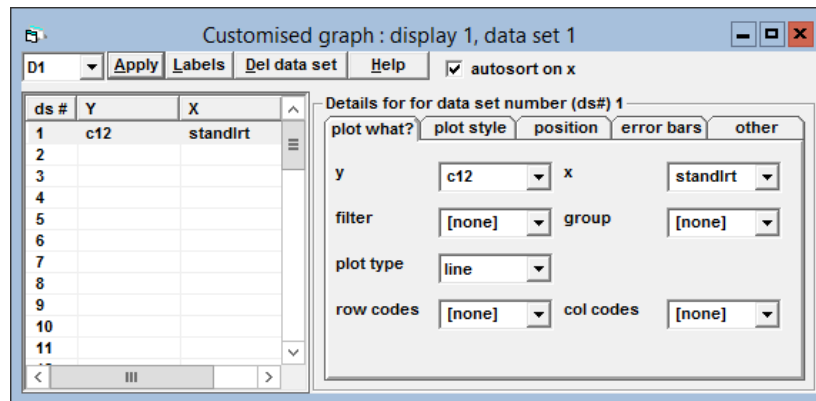 Customised graph : display 1, data set 1
D1 Apply Labels Del data set Help autosort on x
ds # Y X
1 c12 standlrt
2
3
4
5
6
7
8
9
10
11
Details for for data set number (ds#) 1
plot what? plot style position error bars other
y c12 x standlrt
filter [none] group [none]
plot type line
row codes [none] col codes [none]